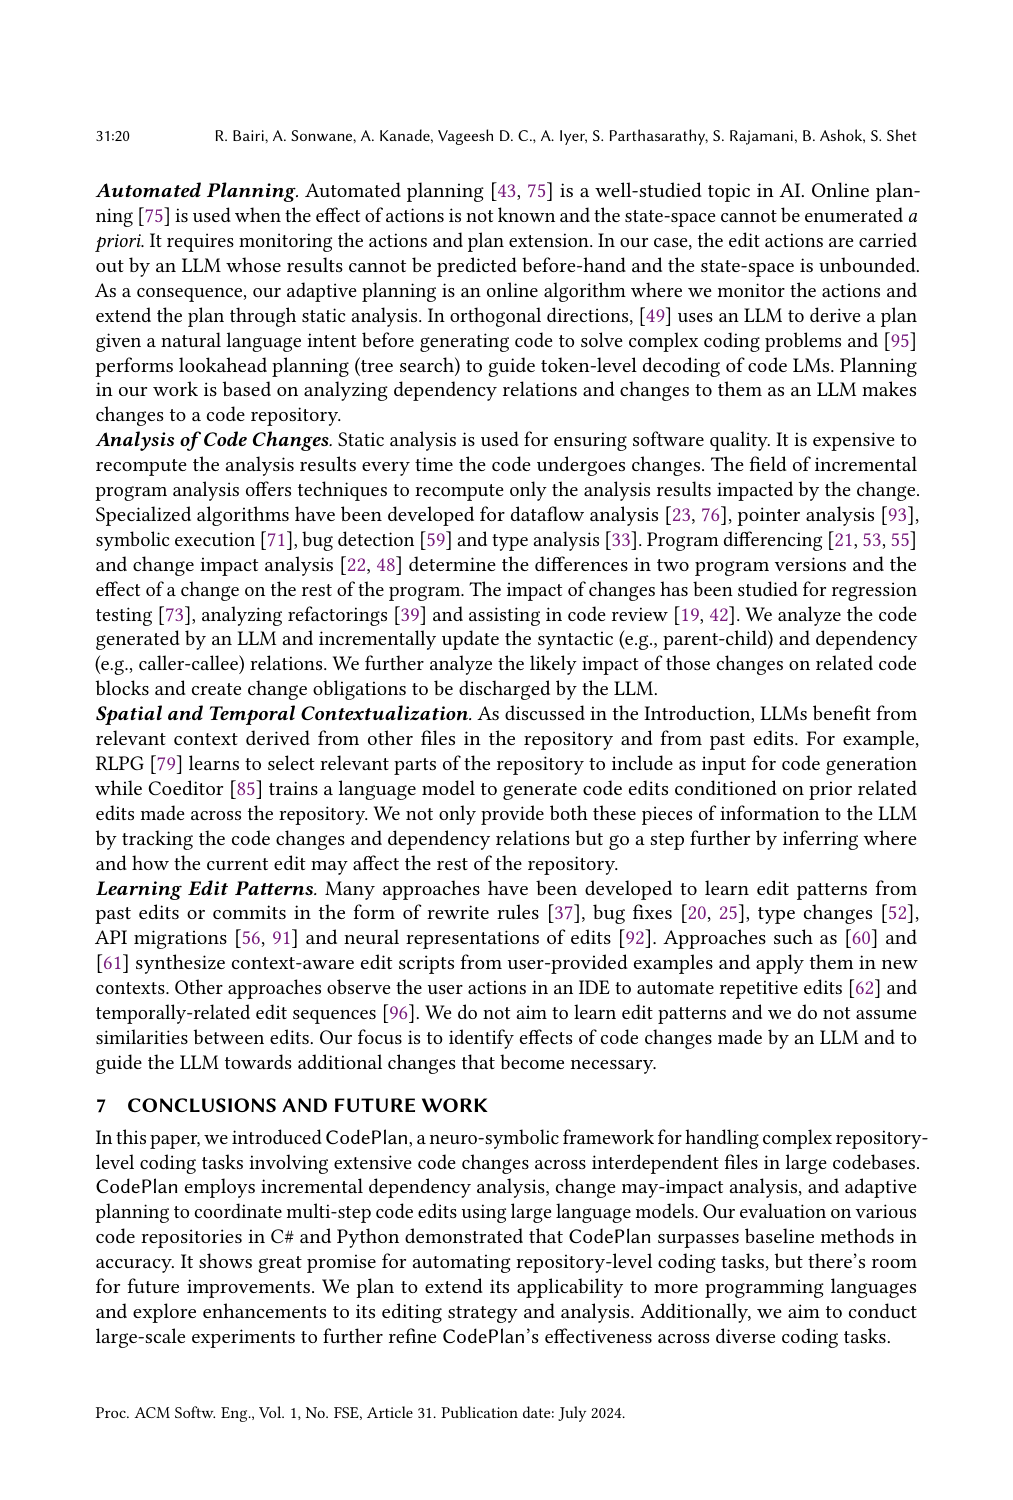 31:20 R. Bairi, A. Sonwane, A. Kanade, Vageesh D. C., A. Iyer, S. Parthasarathy, S. Rajamani, B. Ashok, S. Shet
Automated Planning. Automated planning [43, 75] is a well-studied topic in AI. Online plan-
ning [75] is used when the effect of actions is not known and the state-space cannot be enumerated a
priori. It requires monitoring the actions and plan extension. In our case, the edit actions are carried
out by an LLM whose results cannot be predicted before-hand and the state-space is unbounded.
As a consequence, our adaptive planning is an online algorithm where we monitor the actions and
extend the plan through static analysis. In orthogonal directions, [49] uses an LLM to derive a plan
given a natural language intent before generating code to solve complex coding problems and [95]
performs lookahead planning (tree search) to guide token-level decoding of code LMs. Planning
in our work is based on analyzing dependency relations and changes to them as an LLM makes
changes to a code repository.
Analysis of Code Changes. Static analysis is used for ensuring software quality. It is expensive to
recompute the analysis results every time the code undergoes changes. The field of incremental
program analysis offers techniques to recompute only the analysis results impacted by the change.
Specialized algorithms have been developed for dataflow analysis [23, 76], pointer analysis [93],
symbolic execution [71], bug detection [59] and type analysis [33]. Program differencing [21, 53, 55]
and change impact analysis [22, 48] determine the differences in two program versions and the
effect of a change on the rest of the program. The impact of changes has been studied for regression
testing [73], analyzing refactorings [39] and assisting in code review [19, 42]. We analyze the code
generated by an LLM and incrementally update the syntactic (e.g., parent-child) and dependency
(e.g., caller-callee) relations. We further analyze the likely impact of those changes on related code
blocks and create change obligations to be discharged by the LLM.
Spatial and Temporal Contextualization. As discussed in the Introduction, LLMs benefit from
relevant context derived from other files in the repository and from past edits. For example,
RLPG [79] learns to select relevant parts of the repository to include as input for code generation
while Coeditor [85] trains a language model to generate code edits conditioned on prior related
edits made across the repository. We not only provide both these pieces of information to the LLM
by tracking the code changes and dependency relations but go a step further by inferring where
and how the current edit may affect the rest of the repository.
Learning Edit Patterns. Many approaches have been developed to learn edit patterns from
past edits or commits in the form of rewrite rules [37], bug fixes [20, 25], type changes [52],
API migrations [56, 91] and neural representations of edits [92]. Approaches such as [60] and
[61] synthesize context-aware edit scripts from user-provided examples and apply them in new
contexts. Other approaches observe the user actions in an IDE to automate repetitive edits [62] and
temporally-related edit sequences [96]. We do not aim to learn edit patterns and we do not assume
similarities between edits. Our focus is to identify effects of code changes made by an LLM and to
guide the LLM towards additional changes that become necessary.
7 CONCLUSIONS AND FUTURE WORK
In this paper, we introduced CodePlan, a neuro-symbolic framework for handling complex repository-
level coding tasks involving extensive code changes across interdependent files in large codebases.
CodePlan employs incremental dependency analysis, change may-impact analysis, and adaptive
planning to coordinate multi-step code edits using large language models. Our evaluation on various
code repositories in C# and Python demonstrated that CodePlan surpasses baseline methods in
accuracy. It shows great promise for automating repository-level coding tasks, but there's room
for future improvements. We plan to extend its applicability to more programming languages
and explore enhancements to its editing strategy and analysis. Additionally, we aim to conduct
large-scale experiments to further refine CodePlan's effectiveness across diverse coding tasks.
Proc. ACM Softw. Eng., Vol. 1, No. FSE, Article 31. Publication date: July 2024.